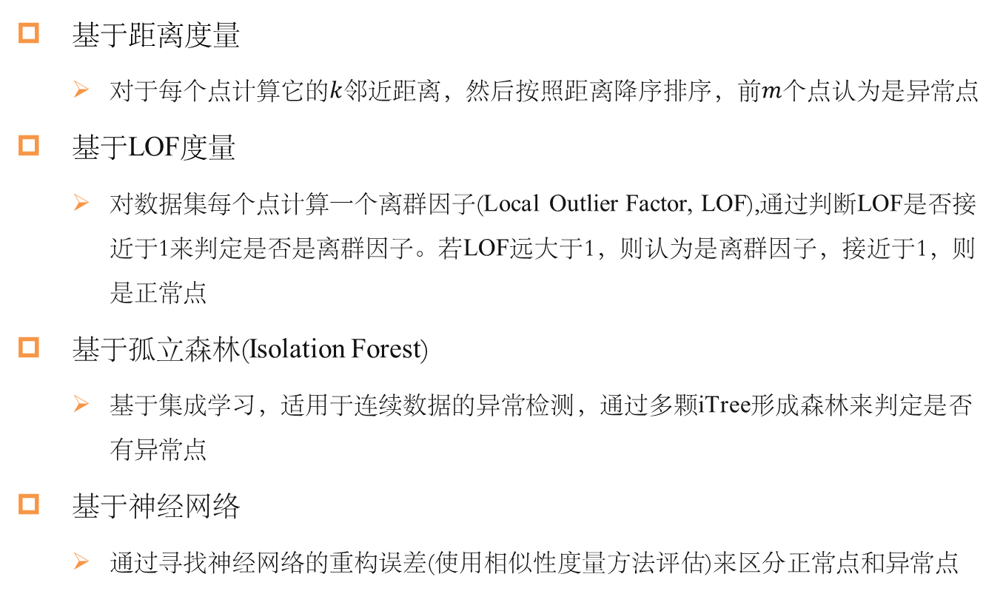 基于距离度量
对于每个点计算它的k邻近距离，然后按照距离降序排序，前m个点认为是异常点
基于LOF度量
对数据集每个点计算一个离群因子(Local Outlier Factor, LOF),通过判断LOF是否接
近于1来判定是否是离群因子。若LOF远大于1，则认为是离群因子，接近于1，则
是正常点
基于孤立森林(Isolation Forest)
基于集成学习，适用于连续数据的异常检测，通过多颗iTree形成森林来判定是否
有异常点
基于神经网络
通过寻找神经网络的重构误差(使用相似性度量方法评估)来区分正常点和异常点